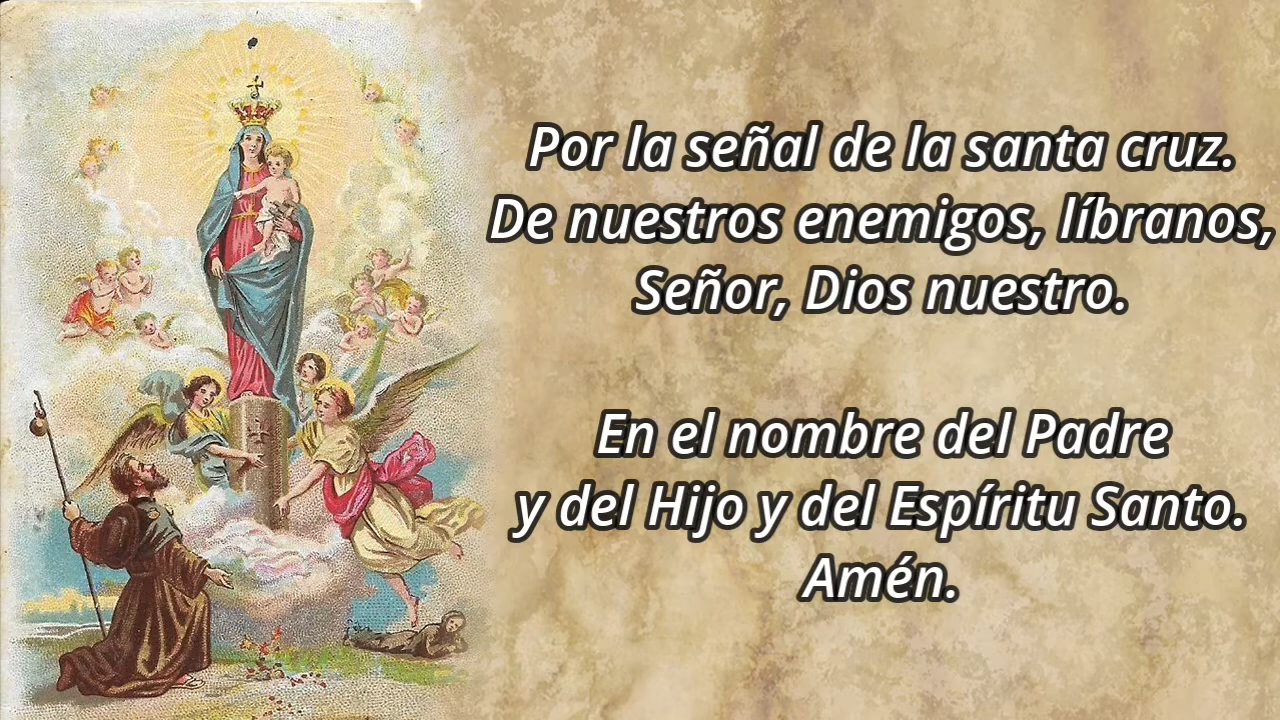 Por la señal de la santa cruz.
De nuestros enemigos, líbranos,
Señor, Dios nuestro.
En el nombre del Padre
y del Hijo y del Espíritu Santo.
Amén.